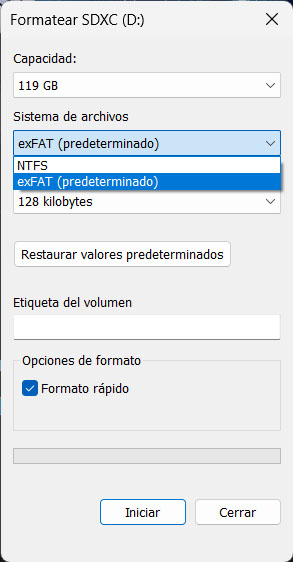 Formatear SDXC (D:)
Capacidad:
119 GB
Sistema de archivos
exFAT (predeterminado)
NTFS
exFAT (predeterminado)
128 kilobytes
Restaurar valores predeterminados
Etiqueta del volumen
Opciones de formato
Formato rápido
Iniciar
Cerrar